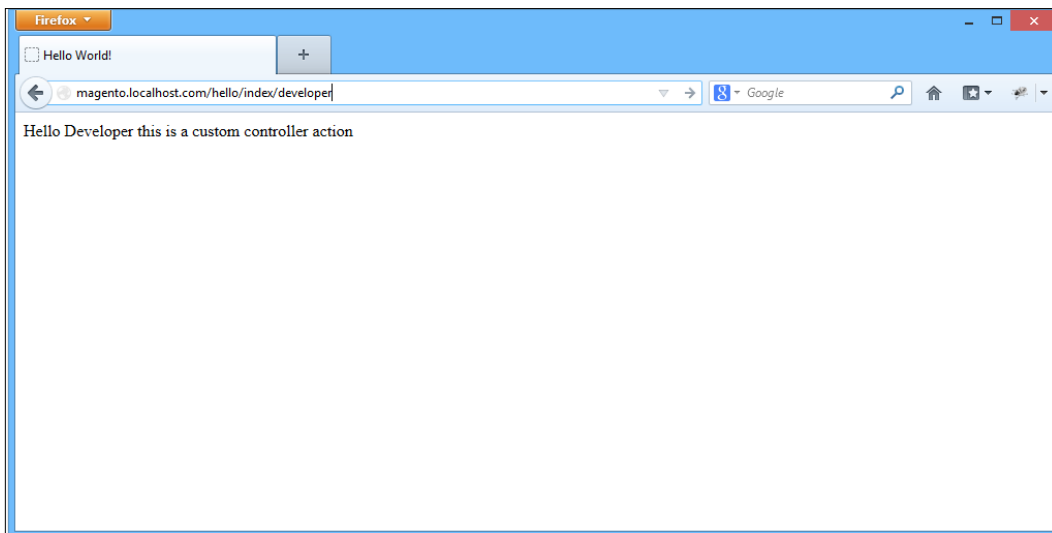 Firefox
Hello World!
magento.localhost.com/hello/index/developer
Google
Hello Developer this is a custom controller action